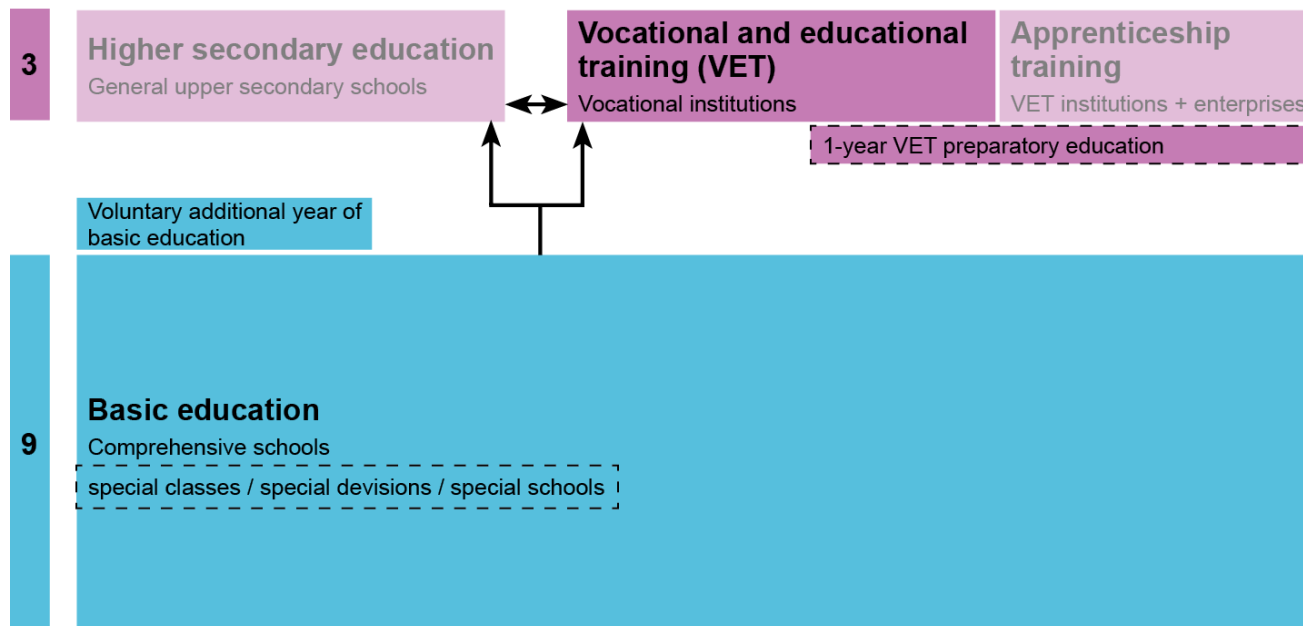 3
Higher secondary education
General upper secondary schools
Vocational and educational
training (VET)
Vocational institutions
Apprenticeship
training
VET institutions + enterprises
1-year VET preparatory education
Voluntary additional year of
basic education
9
Basic education
Comprehensive schools
special classes / special devisions / special schools